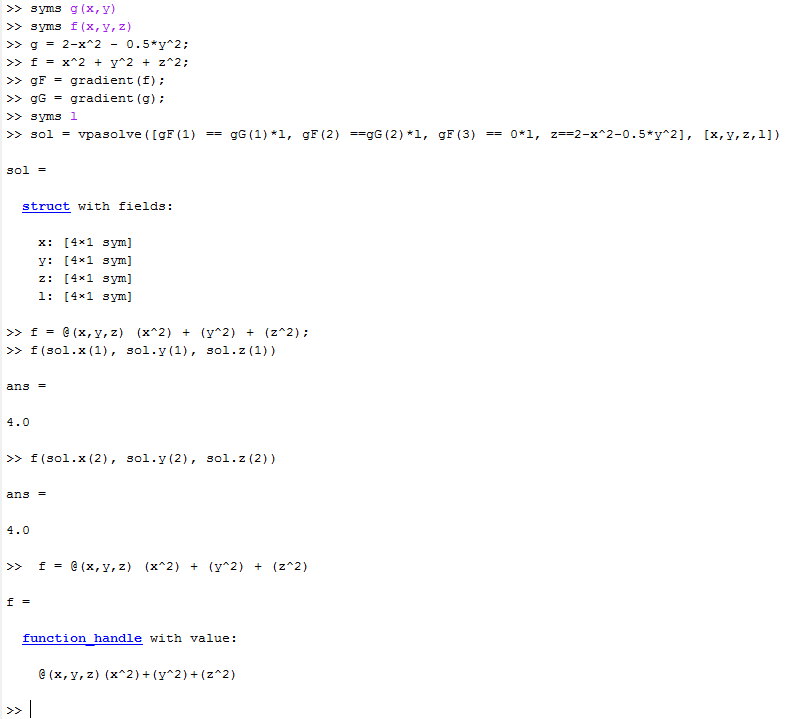 >> syms g(x,y)
>> syms f(x,y,z)
>> g = 2-x^2 - 0.5*y^2;
>> f = x^2 + y^2 + z^2;
>> gF = gradient(f);
>> gG = gradient(g);
>> syms l
>> sol = vpasolve([gF(1) == gG(1)*l, gF(2) ==gG(2)*l, gF(3) == 0*l, z==2-x^2-0.5*y^2], [x,y,z,l])
sol =
struct with fields:
x: [4×1 sym]
y: [4×1 sym]
z: [4×1 sym]
l: [4×1 sym]
>> f = @(x,y,z) (x^2) + (y^2) + (z^2);
>> f(sol.x(1), sol.y(1), sol.z(1))
ans =
4.0
>> f(sol.x(2), sol.y(2), sol.z(2))
ans =
4.0
>>  f = @(x,y,z) (x^2) + (y^2) + (z^2)
f =
function_handle with value:
@(x,y,z)(x^2)+(y^2)+(z^2)
>>